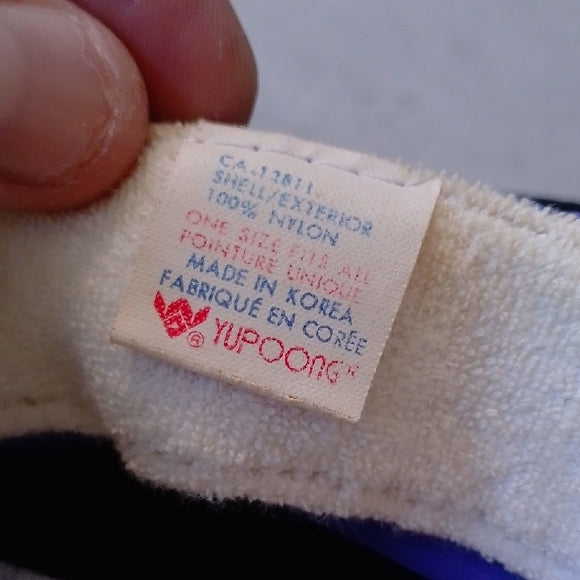 CA.12811
SHELL/EXTERIOR
100% NYLON
ONE SIZE FITS ALL
POINTURE UNIQUE
MADE IN KOREA
FABRIQUÉ EN CORÉE
® YUPOONG®